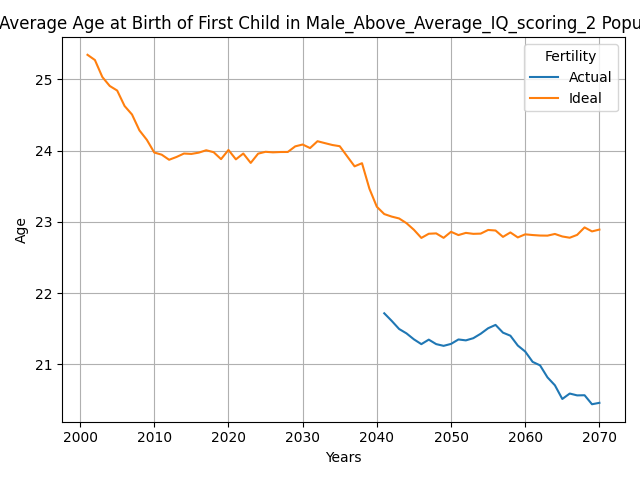 Average Age at Birth of First Child in Male_Above_Average_IQ_scoring_2 Popu
Fertility
Actual
Ideal
25
24
23
22
21
Age
2000 2010 2020 2030 2040 2050 2060 2070
Years